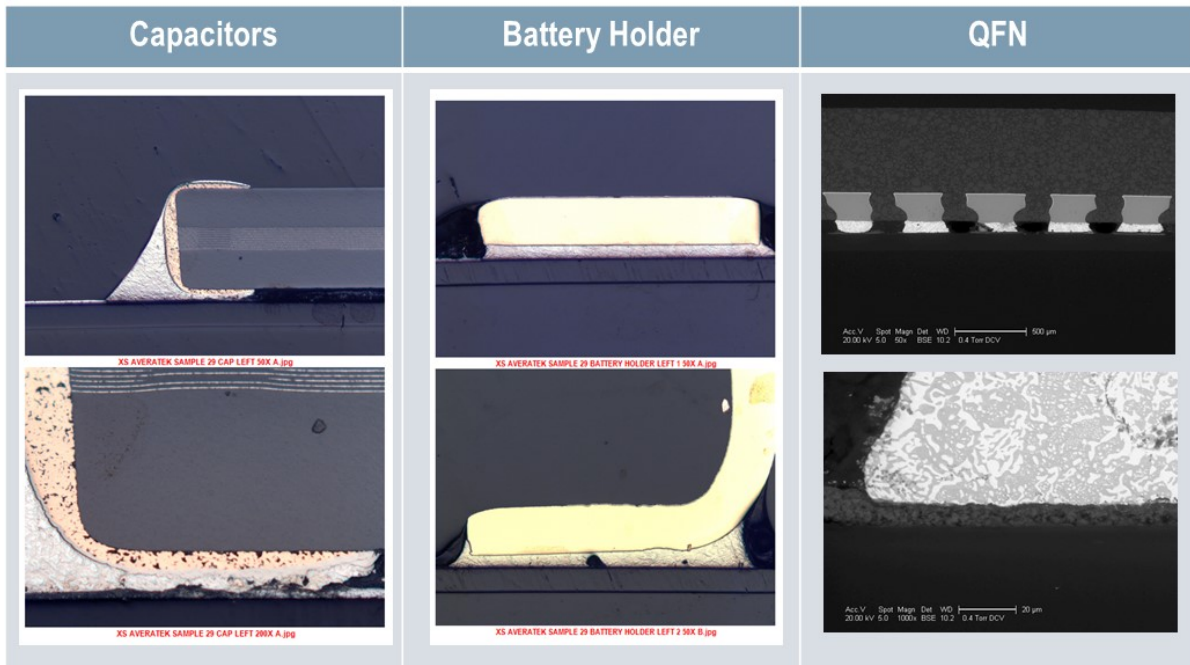 Capacitors
Battery Holder
QFN
XS AVERATEK SAMPLE 29 CAP LEFT 50X A.jpg
XS AVERATEK SAMPLE 29 BATTERY HOLDER LEFT 1 50X A.jpg
Acc.V Spot Magn Det WD 500 µm
20.00 kV 5.0 50x BSE 10.2 0.4 Torr DCV
XS AVERATEK SAMPLE 29 CAP LEFT 200X A.jpg
XS AVERATEK SAMPLE 29 BATTERY HOLDER LEFT 2 50X B.jpg
Acc.V Spot Magn Det WD 20 µm
20.00 kV 5.0 1000x BSE 10.2 0.4 Torr DCV